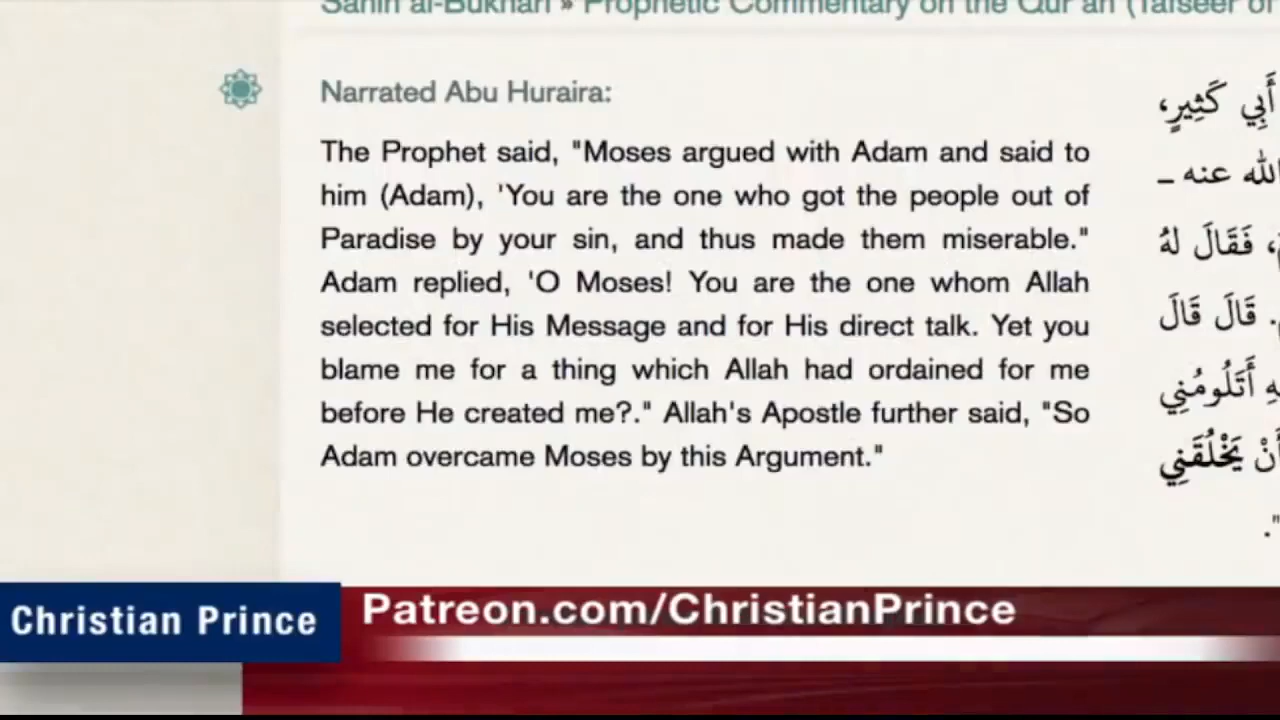 Sahih al-Bukhari » Prophetic Commentary on the Qur'an (Tafseer of
Narrated Abu Huraira:
The Prophet said, "Moses argued with Adam and said to
him (Adam), 'You are the one who got the people out of
Paradise by your sin, and thus made them miserable."
Adam replied, 'O Moses! You are the one whom Allah
selected for His Message and for His direct talk. Yet you
blame me for a thing which Allah had ordained for me
before He created me?." Allah's Apostle further said, "So
Adam overcame Moses by this Argument."
أَبِي كَثِيرٍ،
الله عنه ـ
فَقَالَ لَهُ
. قَالَ قَالَ
أَتَلُومُنِي
أَنْ يَخْلُقَنِي
."
Christian Prince
Patreon.com/ChristianPrince